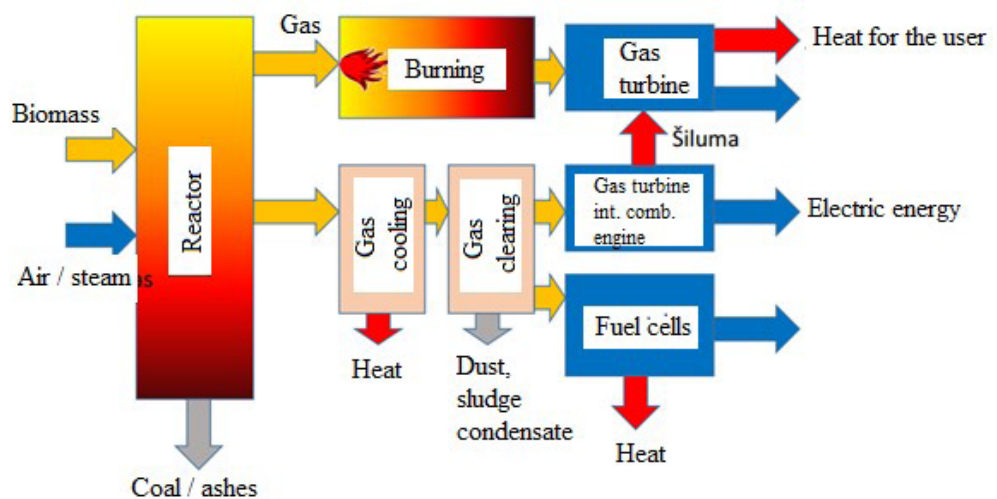 Gas
Burning
Gas
turbine
Heat for the user
Biomass
Šiluma
Reactor
Gas
cooling
Gas
clearing
Gas turbine
int. comb.
engine
Electric energy
Air / steam as
Fuel cells
Heat
Dust,
sludge
condensate
Heat
Coal / ashes